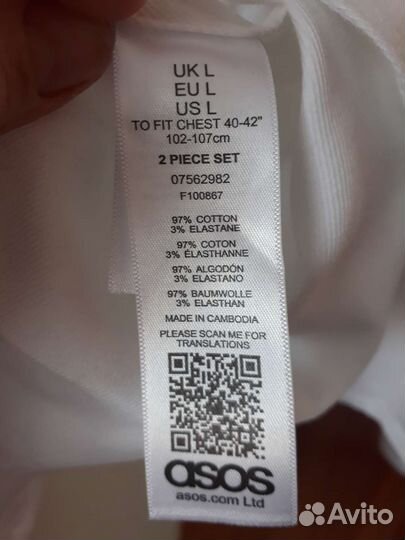 UK L
EU L
US L
TO FIT CHEST 40-42"
102-107cm
2 PIECE SET
07562982
F100867
97% COTTON
3% ELASTANE
97% COTON
3% ÉLASTHANNE
97% ALGODÓN
3% ELASTANO
97% BAUMWOLLE
3% ELASTHAN
MADE IN CAMBODIA
PLEASE SCAN ME FOR
TRANSLATIONS
asos
asos.com Ltd
Avito